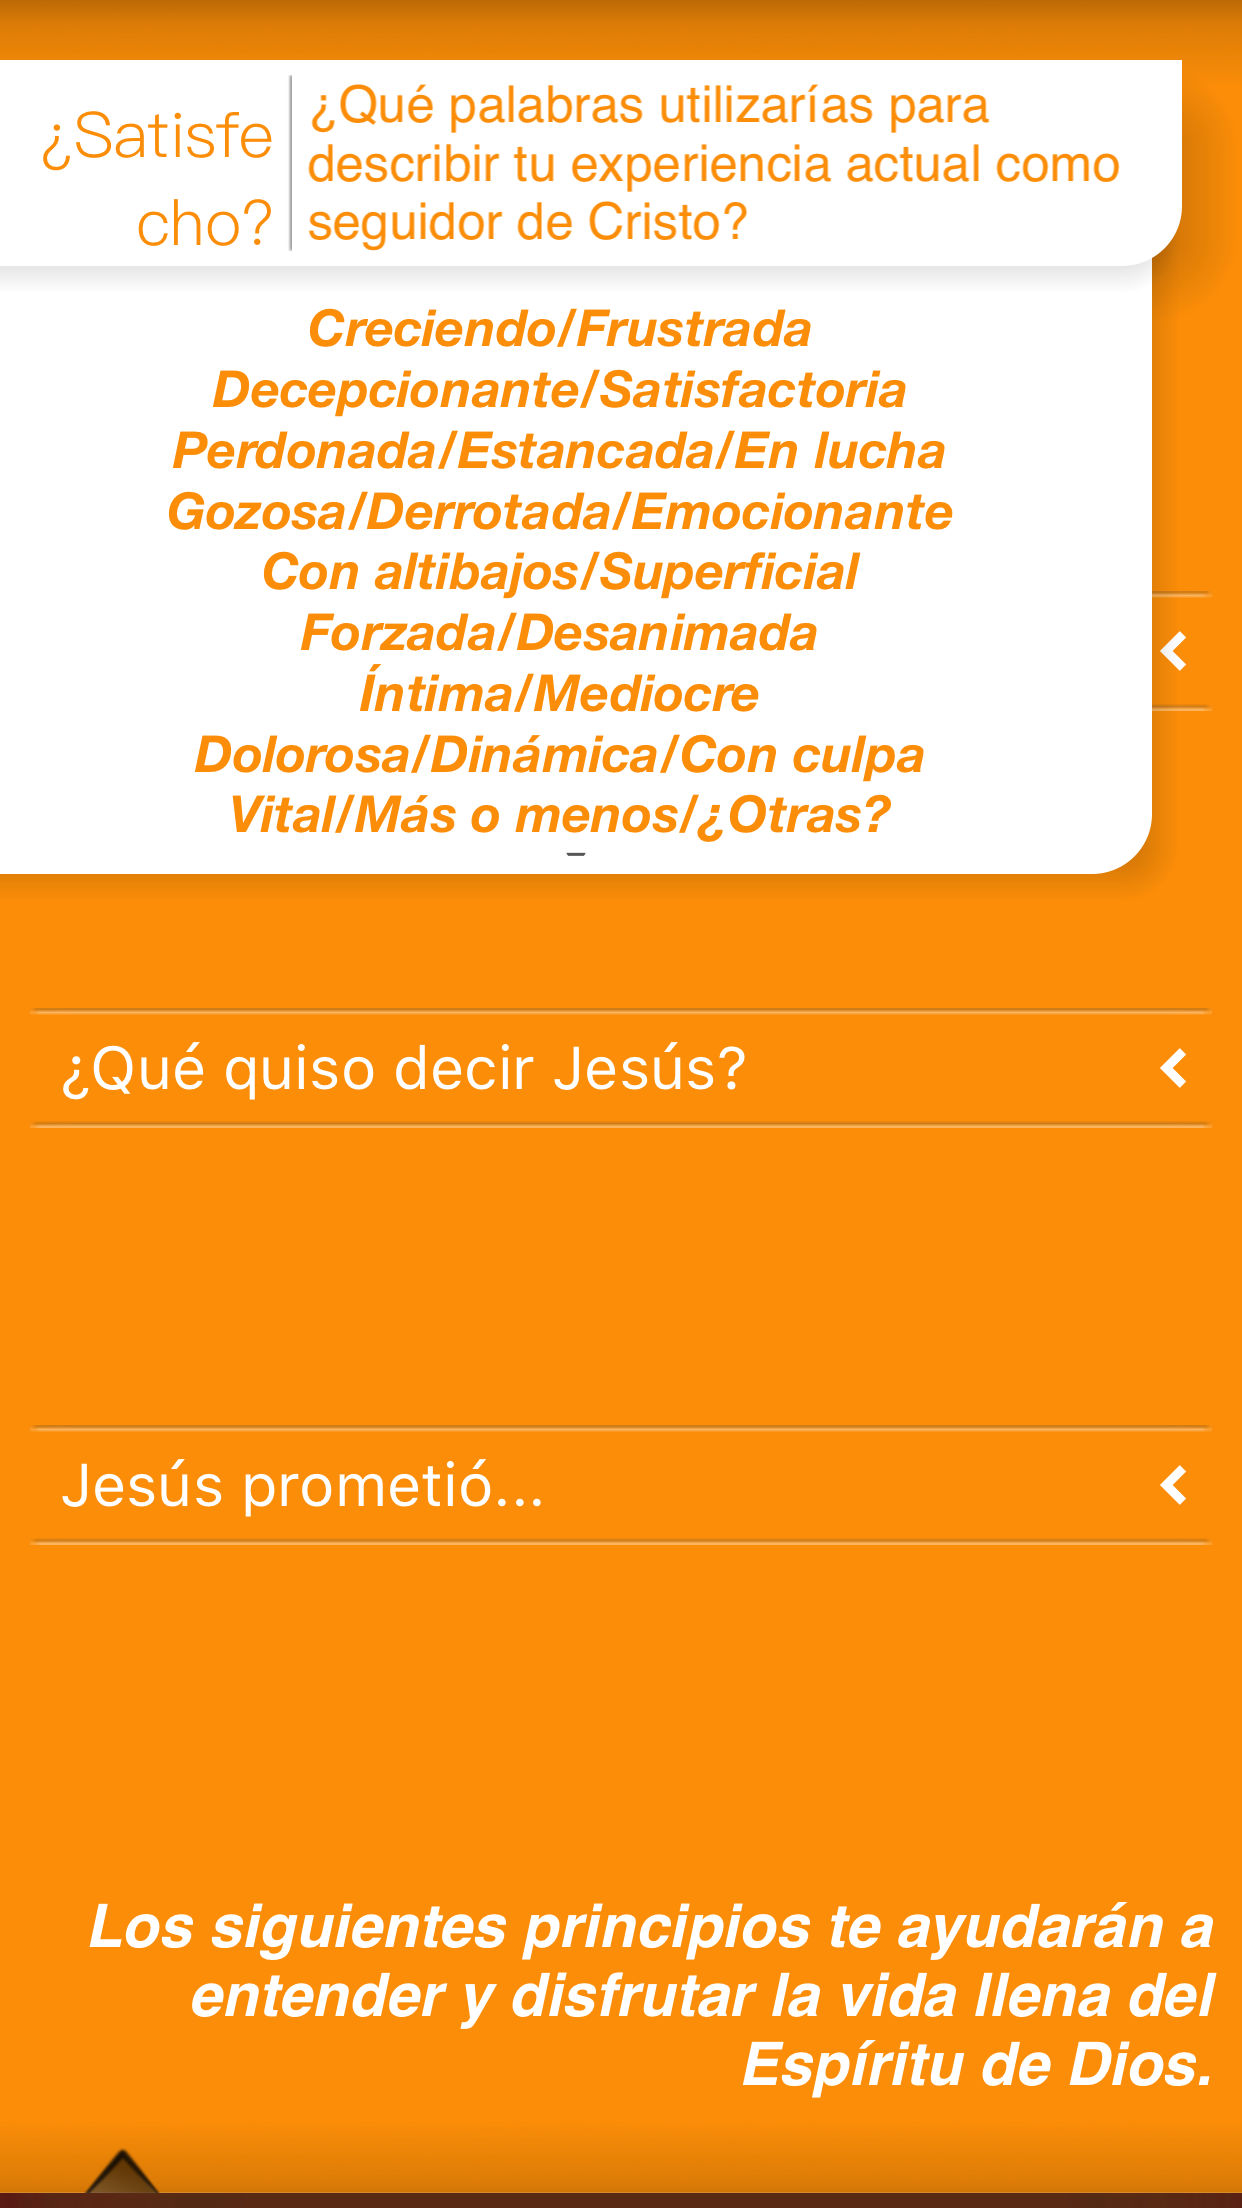 ¿Satisfe
cho?
¿Qué palabras utilizarías para
describir tu experiencia actual como
seguidor de Cristo?
Creciendo/Frustrada
Decepcionante/Satisfactoria
Perdonada/Estancada/En lucha
Gozosa/Derrotada/Emocionante
Con altibajos/Superficial
Forzada/Desanimada
Íntima/Mediocre
Dolorosa/Dinámica/Con culpa
Vital/Más o menos/¿Otras?
¿Qué quiso decir Jesús?
Jesús prometió...
Los siguientes principios te ayudarán a
entender y disfrutar la vida llena del
Espíritu de Dios.